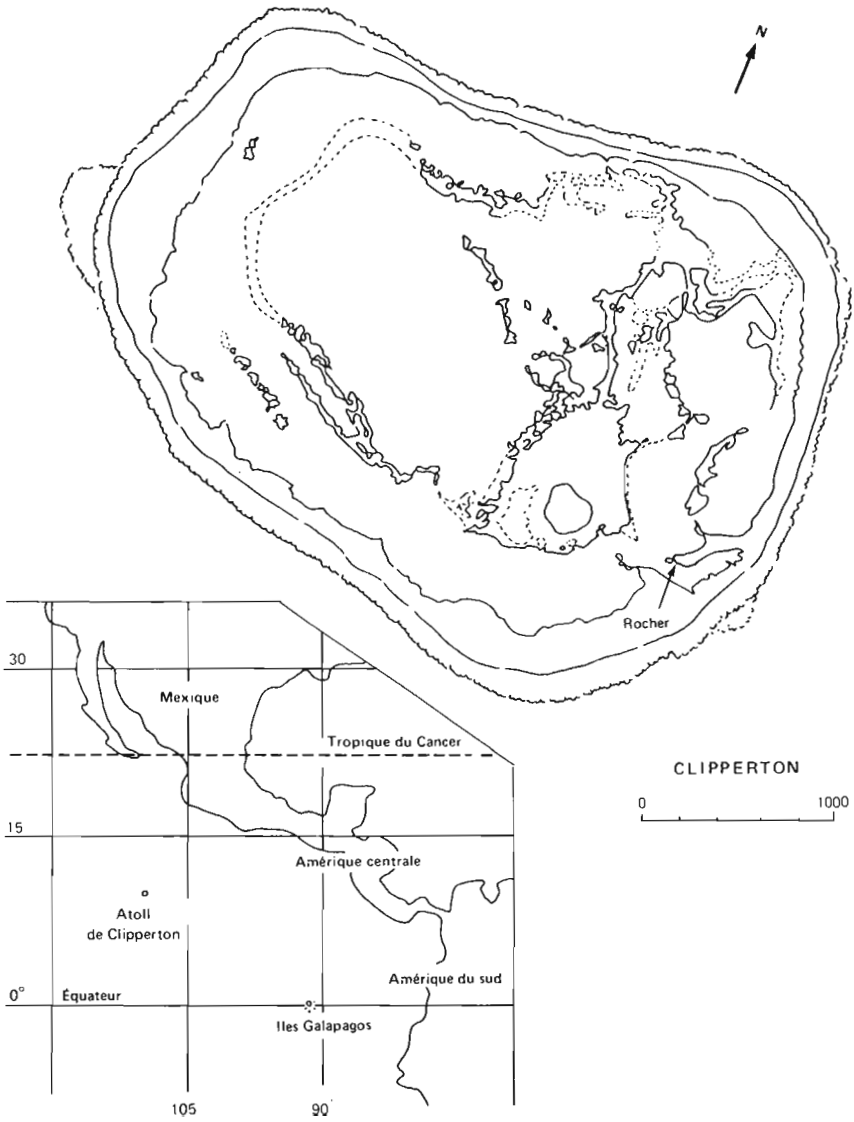 N
Rocher
30
Mexique
Tropique du Cancer
CLIPPERTON
0 1000
15
Amérique centrale
Atoll
de Clipperton
Amérique du sud
0°
Équateur
Iles Galapagos
105 90